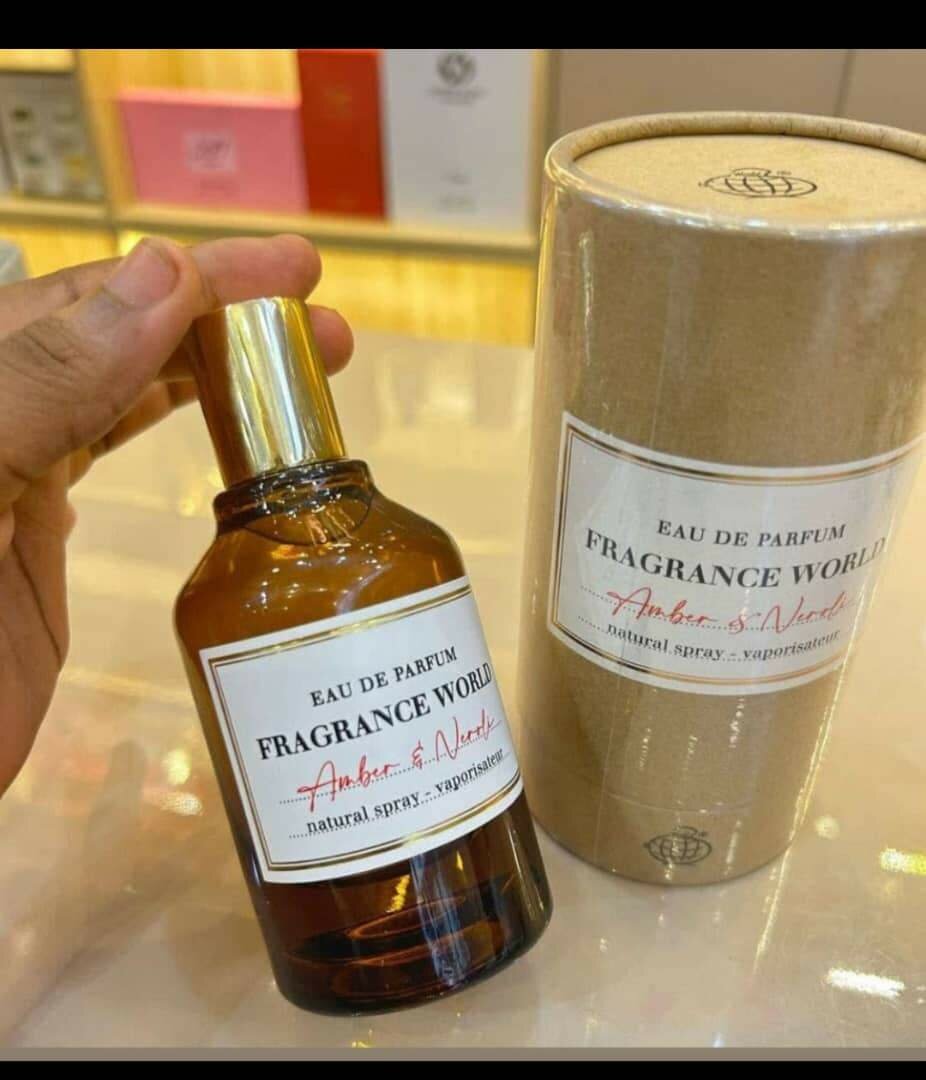 EAU DE PARFUM
FRAGRANCE WORLD
Amber & Neroli
natural spray - vaporisateur
EAU DE PARFUM
FRAGRANCE WORLD
Amber & Neroli
natural spray - vaporisateur